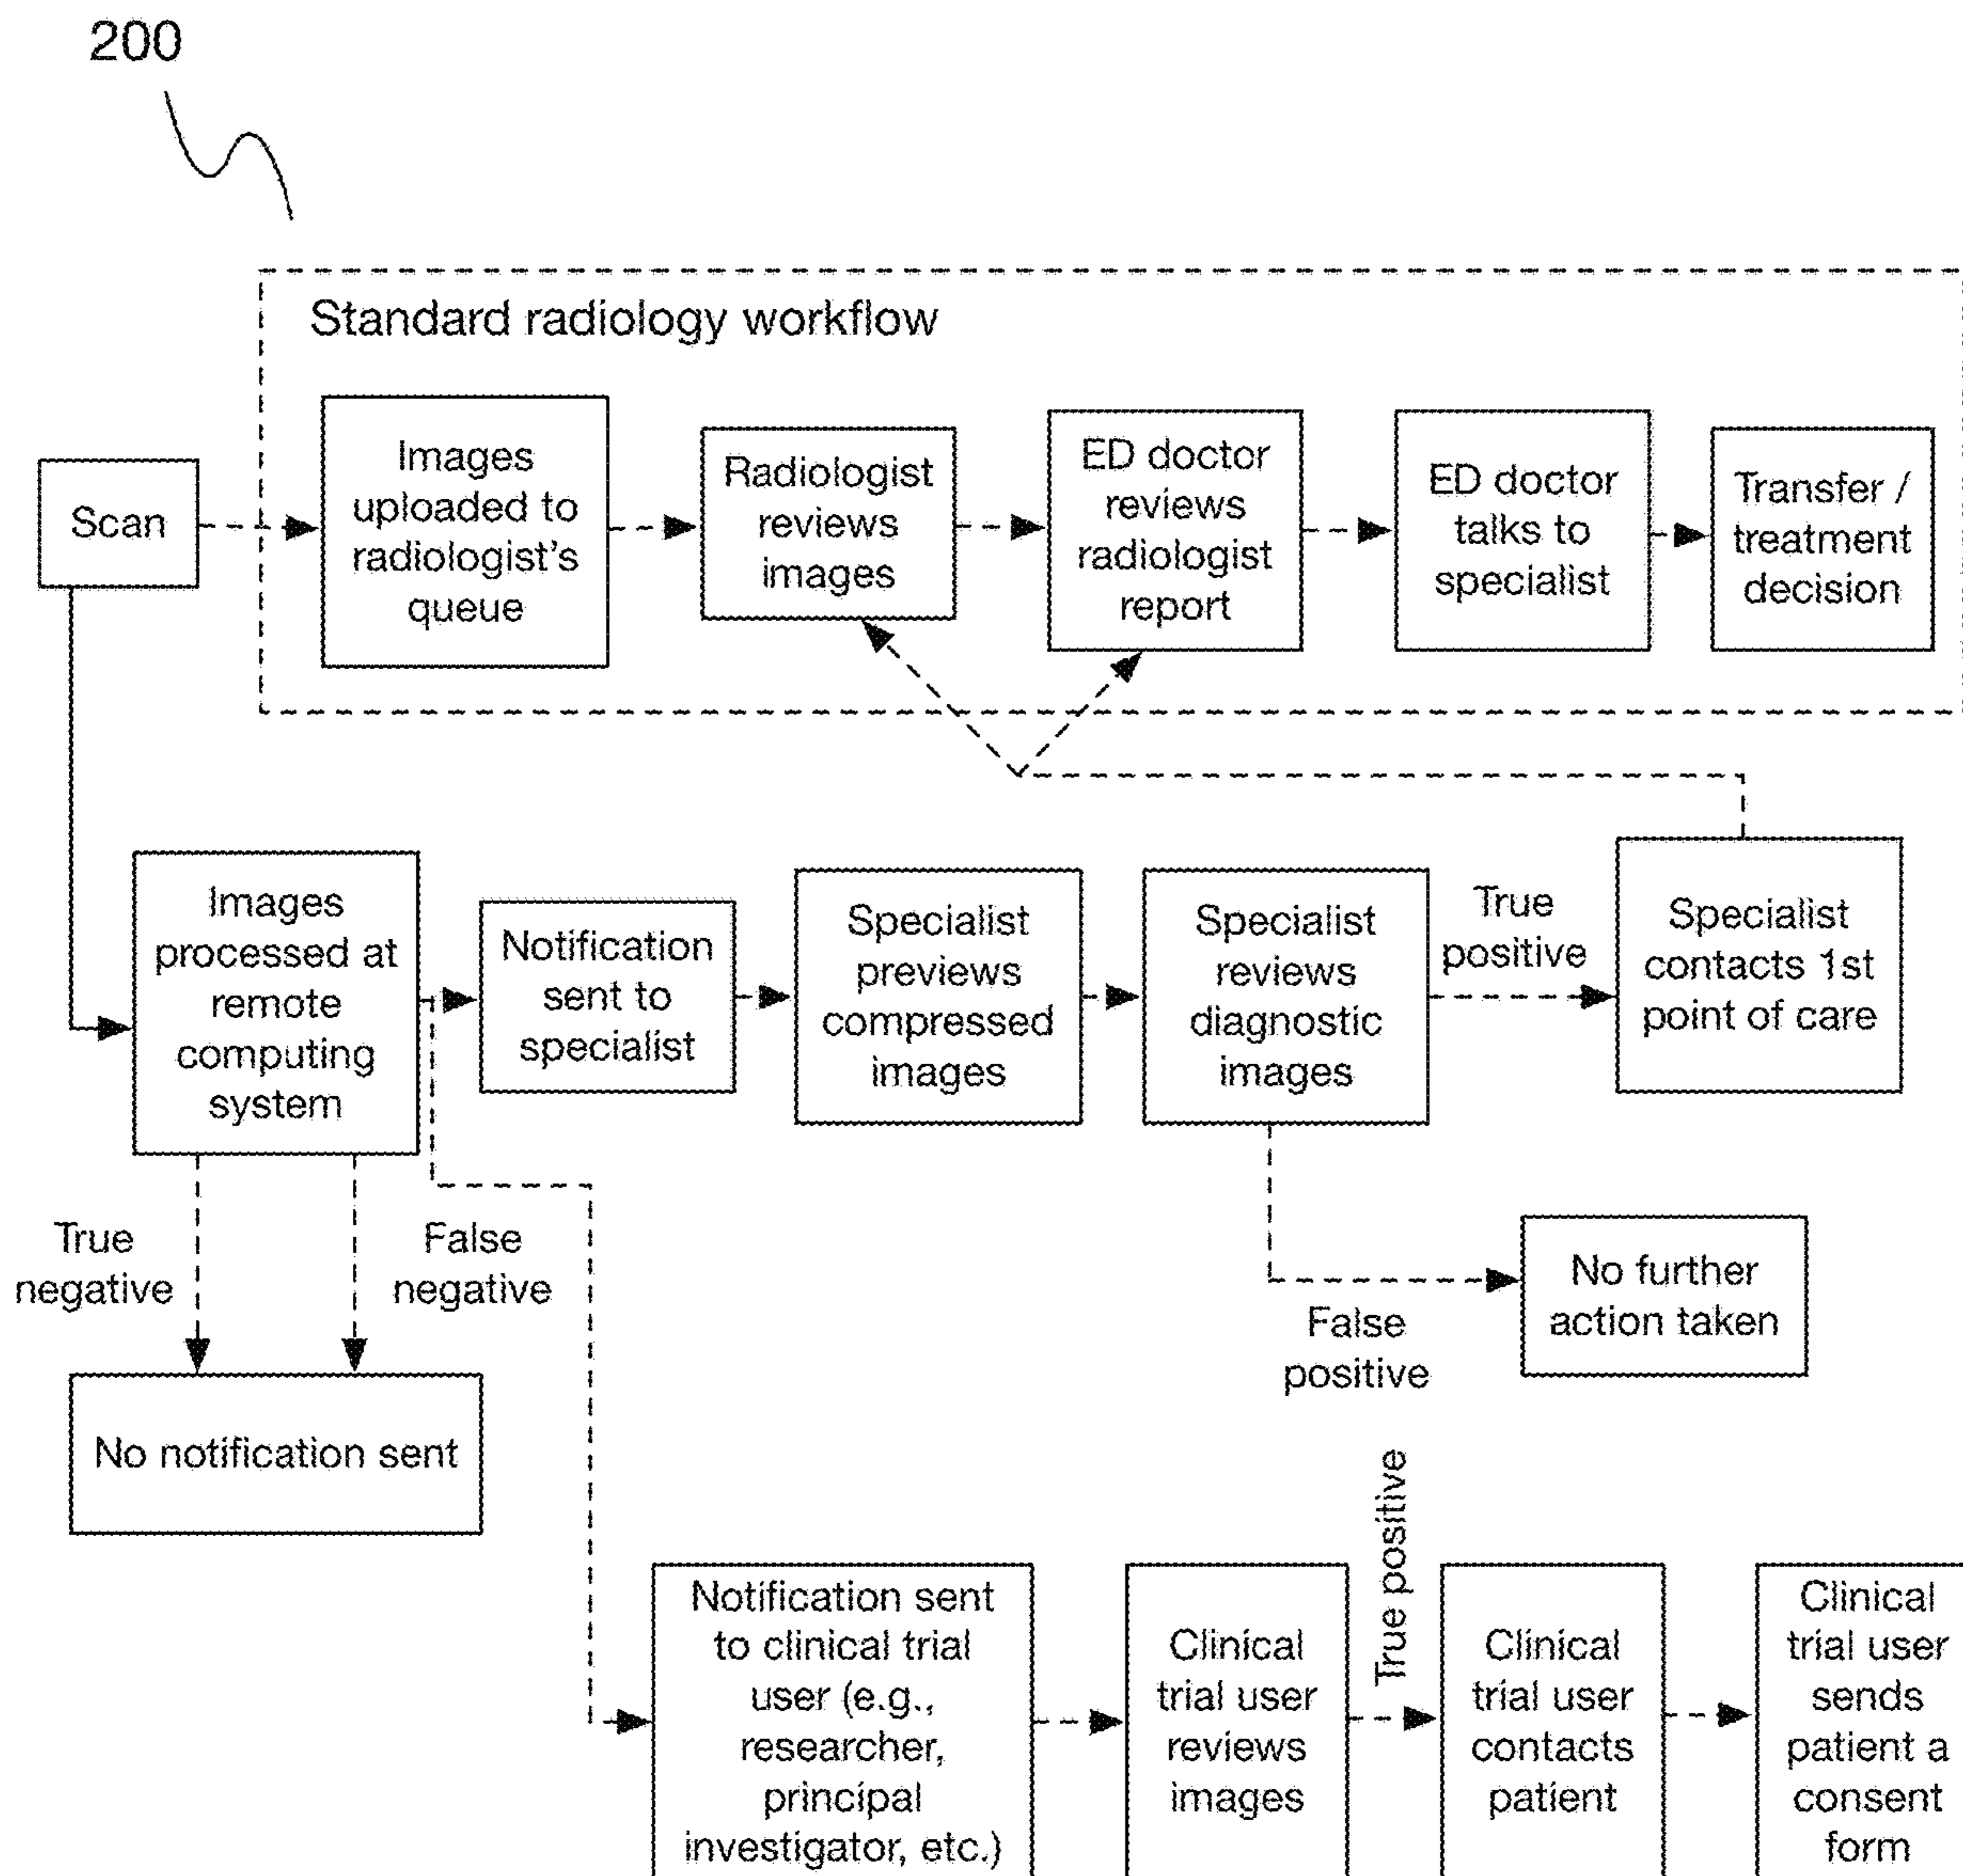 200
Standard radiology workflow
Scan
Images
uploaded to
radiologist's
queue
Radiologist
reviews
images
ED doctor
reviews
radiologist
report
ED doctor
talks to
specialist
Transfer /
treatment
decision
Images
processed at
remote
computing
system
Notification
sent to
specialist
Specialist
previews
compressed
images
Specialist
reviews
diagnostic
images
True
positive
Specialist
contacts 1st
point of care
True
negative
False
negative
No notification sent
False
positive
No further
action taken
Notification sent
to clinical trial
user (e.g.,
researcher,
principal
investigator, etc.)
Clinical
trial user
reviews
images
True positive
Clinical
trial user
contacts
patient
Clinical
trial user
sends
patient a
consent
form